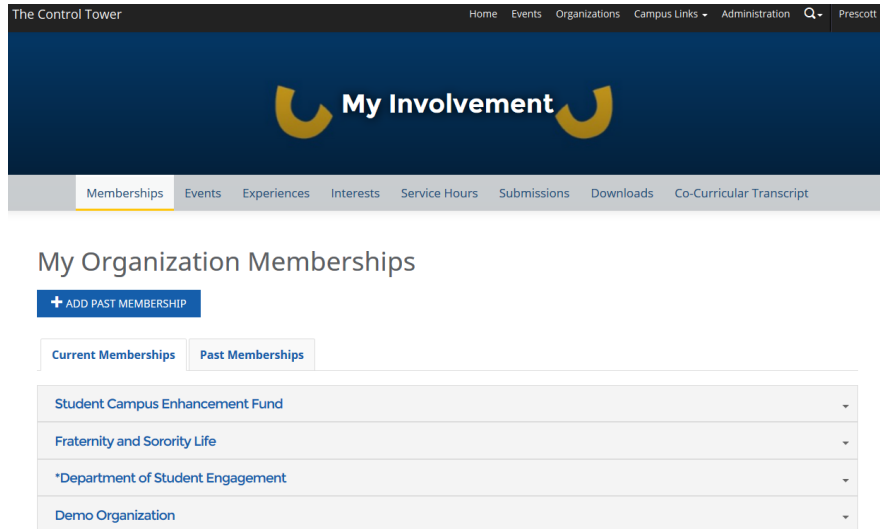 The Control Tower Home Events Organizations Campus Links Administration Prescott
My Involvement
Memberships Events Experiences Interests Service Hours Submissions Downloads Co-Curricular Transcript
My Organization Memberships
+ ADD PAST MEMBERSHIP
Current Memberships Past Memberships
Student Campus Enhancement Fund
Fraternity and Sorority Life
*Department of Student Engagement
Demo Organization